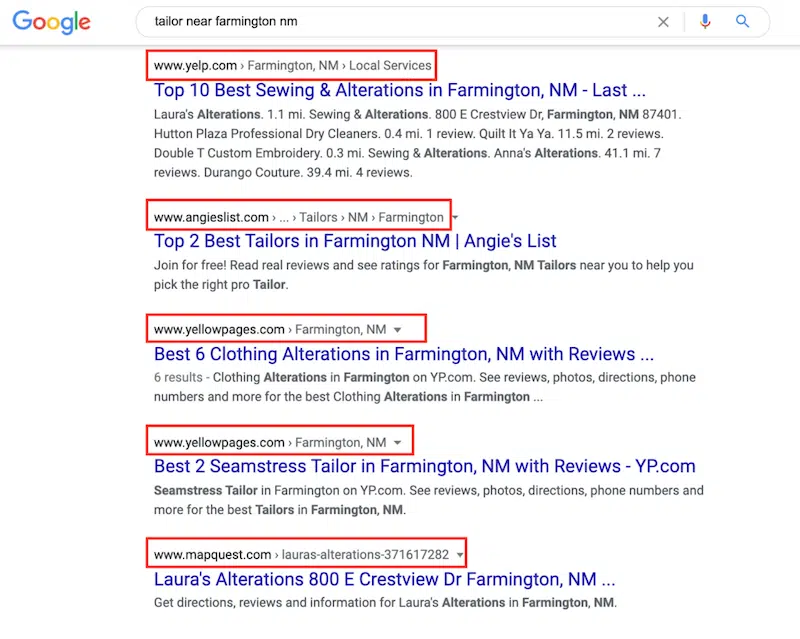 Google
tailor near farmington nm
www.yelp.com › Farmington, NM › Local Services
Top 10 Best Sewing & Alterations in Farmington, NM - Last ...
Laura's Alterations. 1.1 mi. Sewing & Alterations. 800 E Crestview Dr, Farmington, NM 87401.
Hutton Plaza Professional Dry Cleaners. 0.4 mi. 1 review. Quilt It Ya Ya. 11.5 mi. 2 reviews.
Double T Custom Embroidery. 0.3 mi. Sewing & Alterations. Anna's Alterations. 41.1 mi. 7
reviews. Durango Couture. 39.4 mi. 4 reviews.
www.angieslist.com › ... › Tailors › NM › Farmington
Top 2 Best Tailors in Farmington NM | Angie's List
Join for free! Read real reviews and see ratings for Farmington, NM Tailors near you to help you
pick the right pro Tailor.
www.yellowpages.com › Farmington, NM
Best 6 Clothing Alterations in Farmington, NM with Reviews ...
6 results - Clothing Alterations in Farmington on YP.com. See reviews, photos, directions, phone
numbers and more for the best Clothing Alterations in Farmington ...
www.yellowpages.com › Farmington, NM
Best 2 Seamstress Tailor in Farmington, NM with Reviews - YP.com
Seamstress Tailor in Farmington on YP.com. See reviews, photos, directions, phone numbers and
more for the best Tailors in Farmington, NM.
www.mapquest.com › lauras-alterations-371617282
Laura's Alterations 800 E Crestview Dr Farmington, NM ...
Get directions, reviews and information for Laura's Alterations in Farmington, NM.